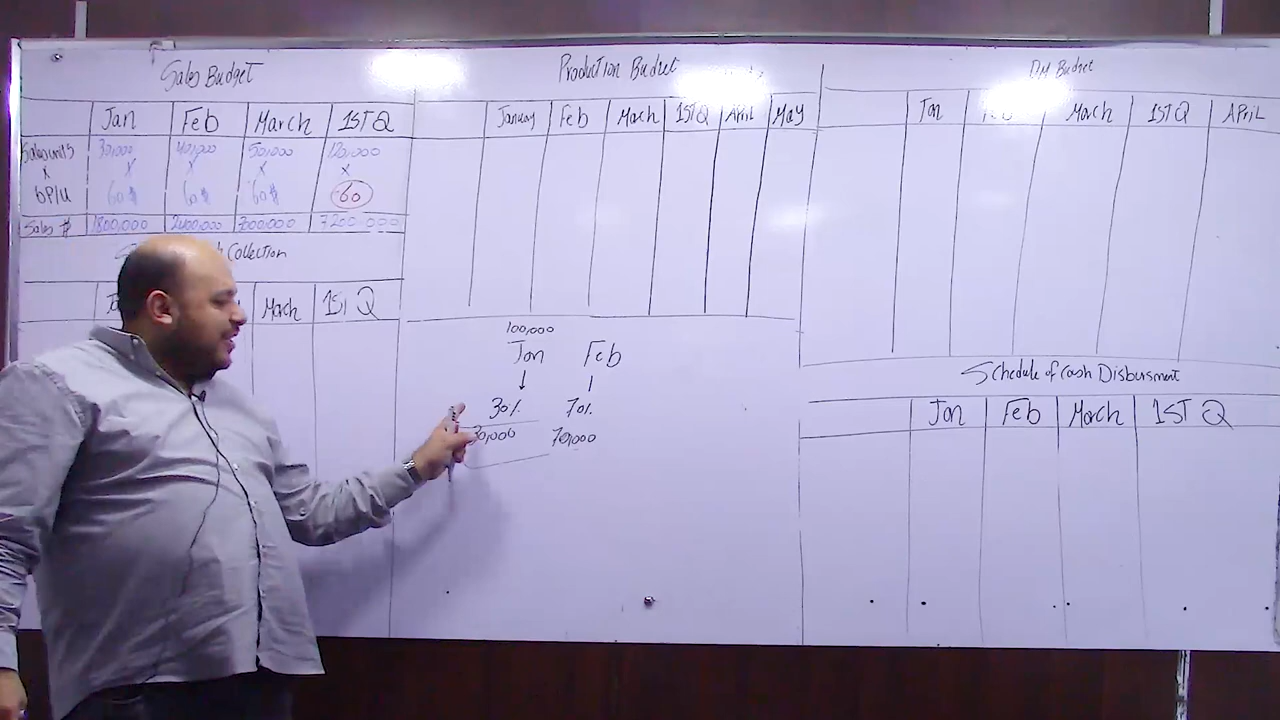 Sales Budget
Jan Feb March 1ST Q
Sales units 30,000 40,000 50,000 120,000
x x x x x
SP/U 60$ 60$ 60$ 60
Sales $ 1800,000 2400,000 3000,000 7200 000
Collection
March 1ST Q
Production Budget
January Feb March 1ST Q April May
100,000
Jan Feb
30% 70%
30,000 70,000
DM Budget
Jan March 1ST Q APRIL
Schedule of Cash Disbursment
Jan Feb March 1ST Q